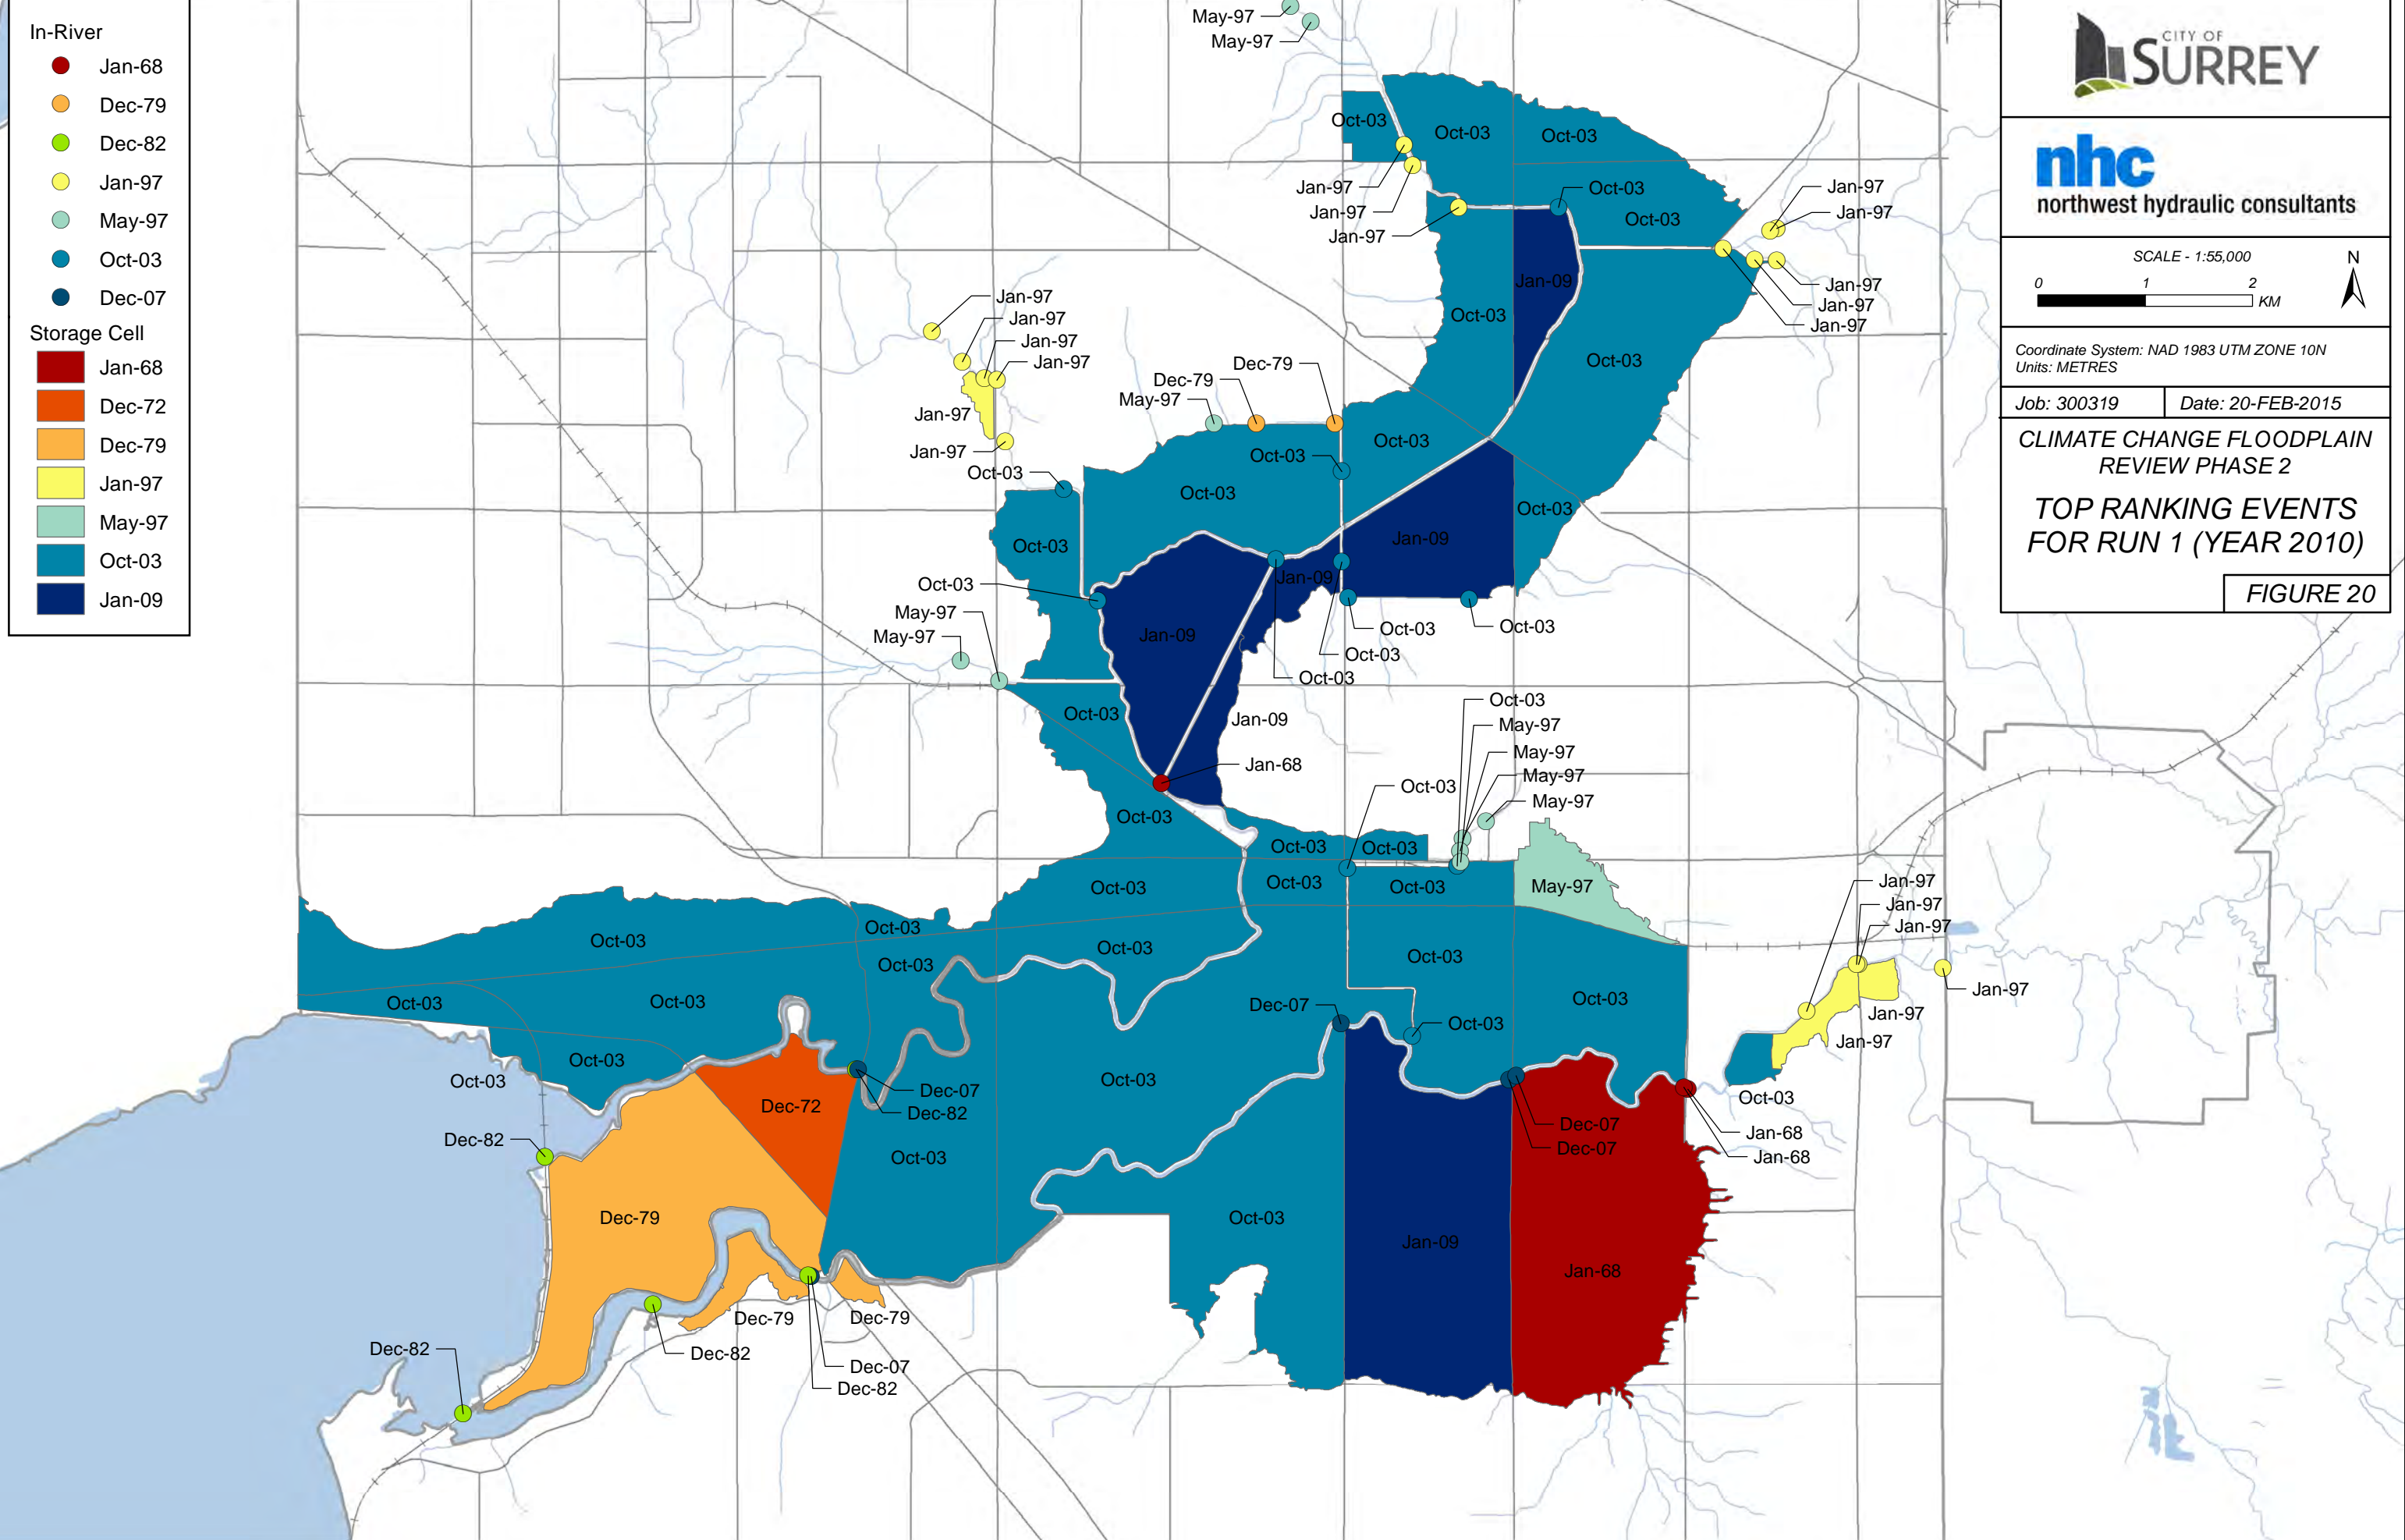 In-River
Jan-68
Dec-79
Dec-82
Jan-97
May-97
Oct-03
Dec-07
Storage Cell
Jan-68
Dec-72
Dec-79
Jan-97
May-97
Oct-03
Jan-09
CITY OF
SURREY
nhc
northwest hydraulic consultants
SCALE - 1:55,000
N
0 1 2
KM
Coordinate System: NAD 1983 UTM ZONE 10N
Units: METRES
Job: 300319
Date: 20-FEB-2015
CLIMATE CHANGE FLOODPLAIN
REVIEW PHASE 2
TOP RANKING EVENTS
FOR RUN 1 (YEAR 2010)
FIGURE 20
May-97
May-97
Oct-03
Oct-03
Oct-03
Jan-97
Jan-97
Jan-97
Oct-03
Oct-03
Jan-97
Jan-97
Jan-09
Jan-97
Jan-97
Jan-97
Oct-03
Oct-03
Jan-97
Jan-97
Jan-97
Jan-97
Jan-97
Jan-97
Dec-79
Dec-79
May-97
Oct-03
Oct-03
Oct-03
Oct-03
Oct-03
Oct-03
Jan-09
Oct-03
Jan-09
Oct-03
May-97
May-97
Jan-09
Oct-03
Oct-03
Oct-03
Oct-03
Oct-03
Jan-09
Jan-68
Oct-03
May-97
May-97
May-97
May-97
Oct-03
Oct-03
Oct-03
Oct-03
Oct-03
Oct-03
Oct-03
May-97
Jan-97
Jan-97
Jan-97
Jan-97
Jan-97
Jan-97
Oct-03
Oct-03
Oct-03
Oct-03
Oct-03
Oct-03
Oct-03
Oct-03
Oct-03
Oct-03
Dec-07
Oct-03
Oct-03
Oct-03
Dec-07
Dec-82
Dec-72
Dec-07
Dec-07
Jan-68
Jan-68
Dec-82
Oct-03
Dec-79
Oct-03
Jan-09
Jan-68
Dec-79
Dec-79
Dec-82
Dec-82
Dec-07
Dec-82